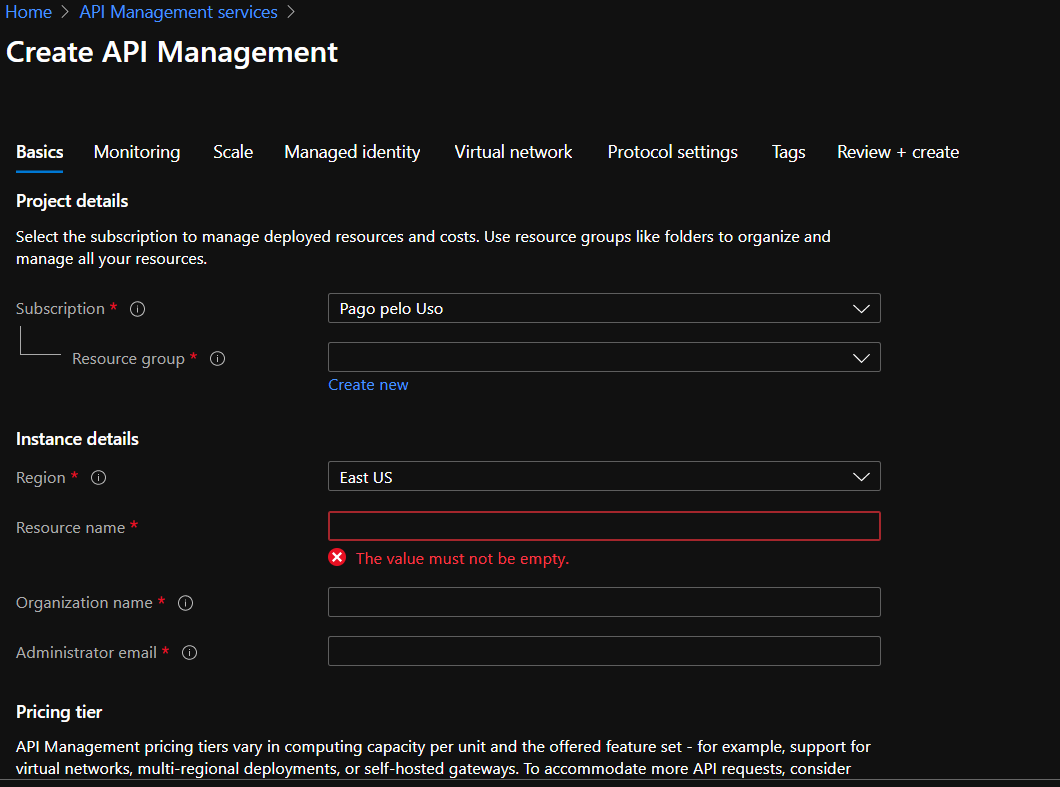 Home > API Management services >
Create API Management
Basics Monitoring Scale Managed identity Virtual network Protocol settings Tags Review + create
Project details
Select the subscription to manage deployed resources and costs. Use resource groups like folders to organize and
manage all your resources.
Subscription * Pago pelo Uso
Resource group *
Create new
Instance details
Region * East US
Resource name *
The value must not be empty.
Organization name *
Administrator email *
Pricing tier
API Management pricing tiers vary in computing capacity per unit and the offered feature set - for example, support for
virtual networks, multi-regional deployments, or self-hosted gateways. To accommodate more API requests, consider